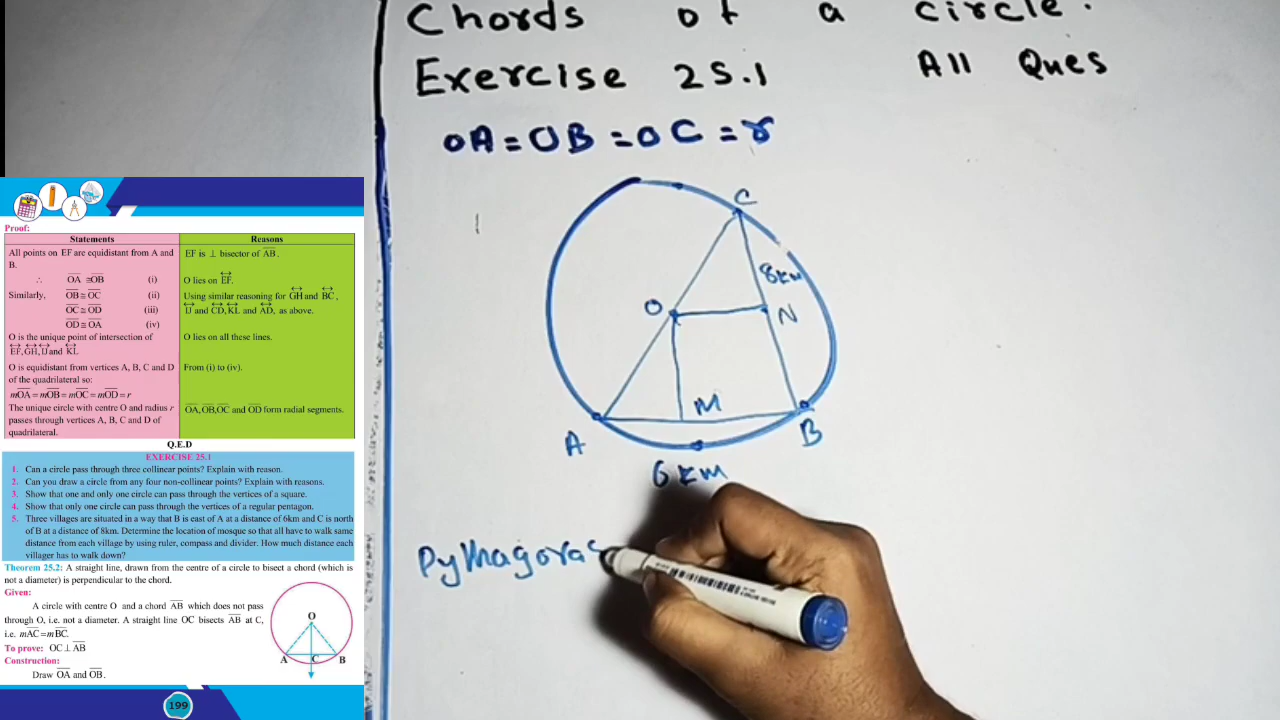 Chords of a circle.
Exercise 25.1 All Ques
OA = OB = OC = r
C
8km
O
N
M
A
B
6km
Pythagoras
Proof:
Statements Reasons
All points on EF are equidistant from A and B. EF is ⊥ bisector of AB.
∴ OA ≅ OB (i) O lies on EF.
Similarly, OB ≅ OC (ii) Using similar reasoning for GH and BC,
OC ≅ OD (iii) IJ and CD, KL and AD, as above.
OD ≅ OA (iv)
O is the unique point of intersection of O lies on all these lines.
EF, GH, IJ and KL
O is equidistant from vertices A, B, C and D From (i) to (iv).
of the quadrilateral so:
mOA = mOB = mOC = mOD = r
The unique circle with centre O and radius r OA, OB, OC and OD form radial segments.
passes through vertices A, B, C and D of
quadrilateral.
Q.E.D
EXERCISE 25.1
1. Can a circle pass through three collinear points? Explain with reason.
2. Can you draw a circle from any four non-collinear points? Explain with reasons.
3. Show that one and only one circle can pass through the vertices of a square.
4. Show that only one circle can pass through the vertices of a regular pentagon.
5. Three villages are situated in a way that B is east of A at a distance of 6km and C is north
of B at a distance of 8km. Determine the location of mosque so that all have to walk same
distance from each village by using ruler, compass and divider. How much distance each
villager has to walk down?
Theorem 25.2: A straight line, drawn from the centre of a circle to bisect a chord (which is
not a diameter) is perpendicular to the chord.
Given:
A circle with centre O and a chord AB which does not pass
through O, i.e. not a diameter. A straight line OC bisects AB at C,
i.e. mAC = mBC.
To prove: OC ⊥ AB
Construction:
Draw OA and OB.
O
A C B
199